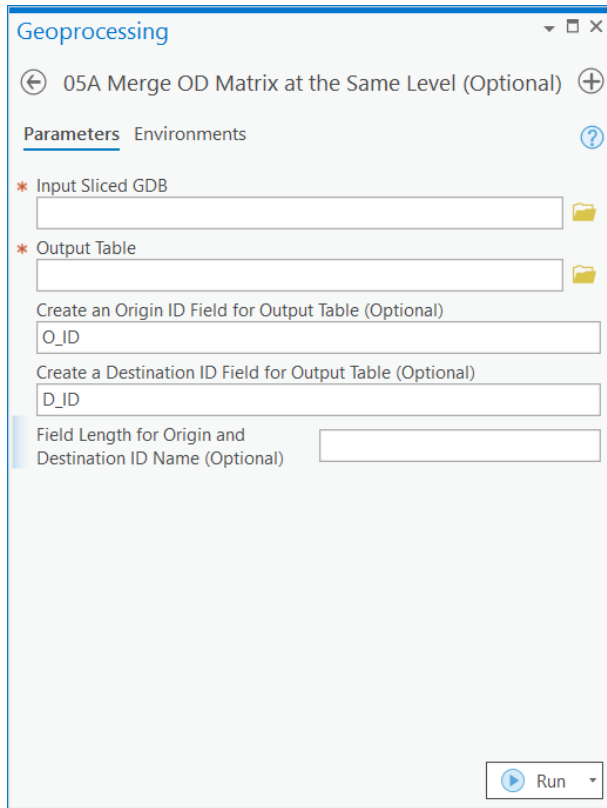 Geoprocessing
05A Merge OD Matrix at the Same Level (Optional)
Parameters Environments
* Input Sliced GDB
* Output Table
Create an Origin ID Field for Output Table (Optional)
O_ID
Create a Destination ID Field for Output Table (Optional)
D_ID
Field Length for Origin and
Destination ID Name (Optional)
Run